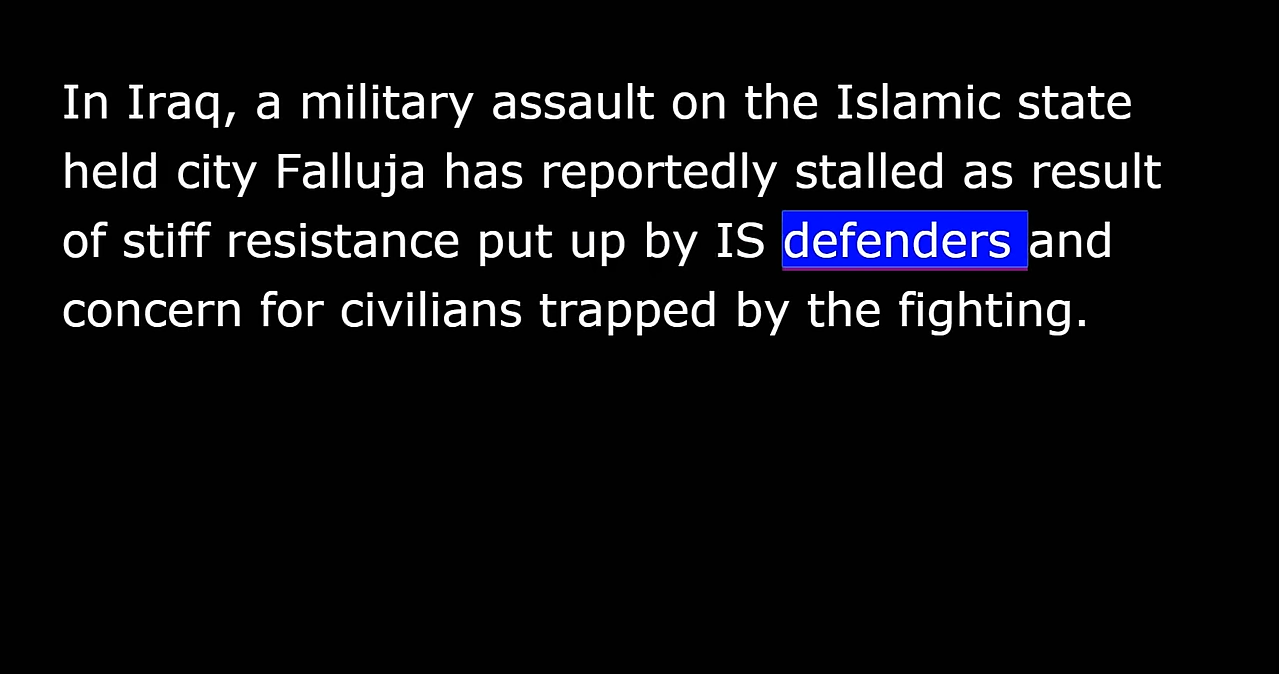 In Iraq, a military assault on the Islamic state
held city Falluja has reportedly stalled as result
of stiff resistance put up by IS defenders and
concern for civilians trapped by the fighting.